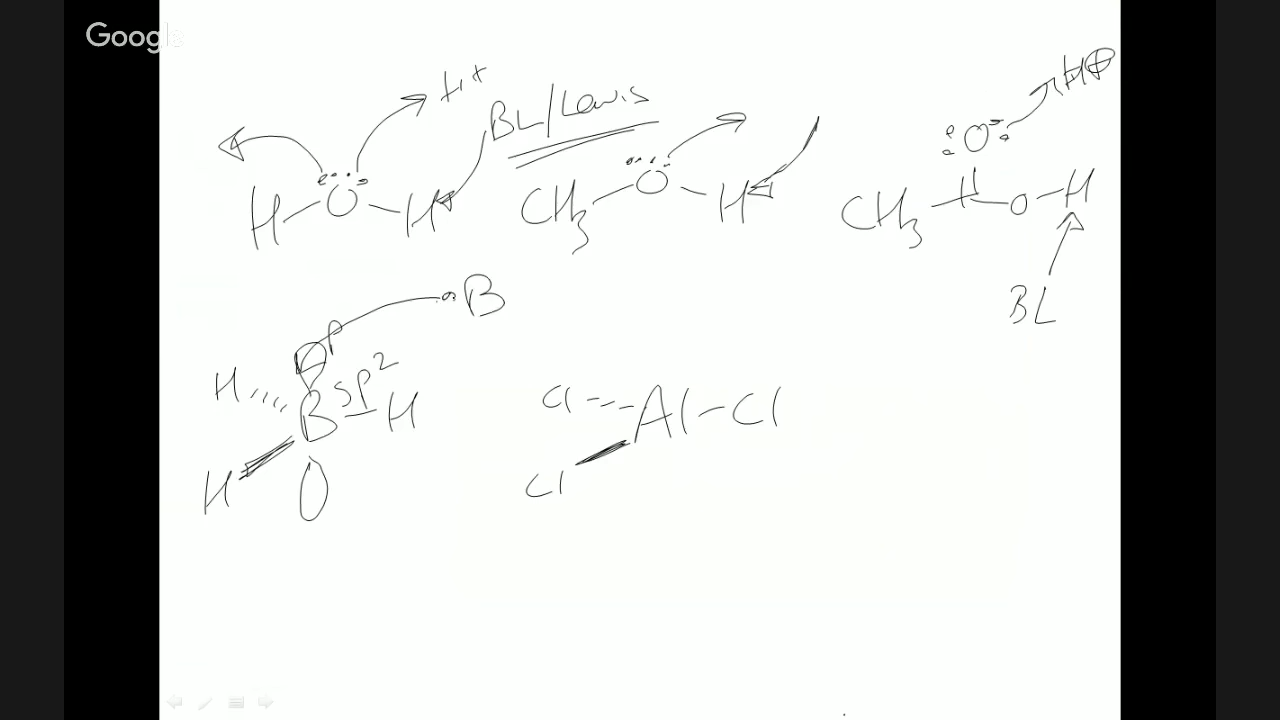 Google
H+
BL/Lewis
H-O-H
CH3-O-H
O
CH3 O-H
BL
:B
P
H B SP2 H
H
Cl Al-Cl
Cl